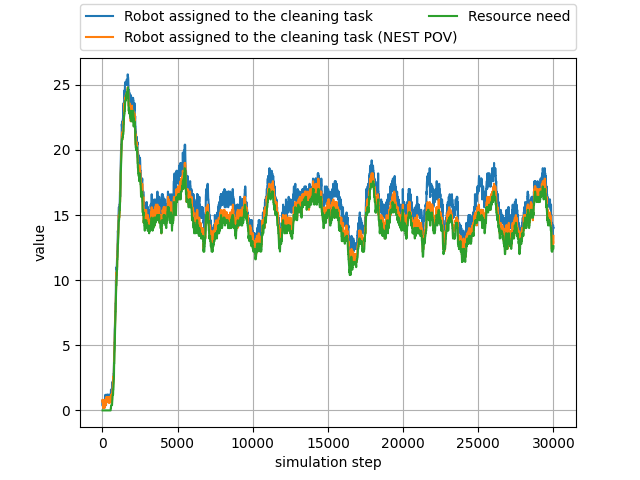 Robot assigned to the cleaning task
Robot assigned to the cleaning task (NEST POV)
Resource need
25
20
15
10
5
0
value
0 5000 10000 15000 20000 25000 30000
simulation step